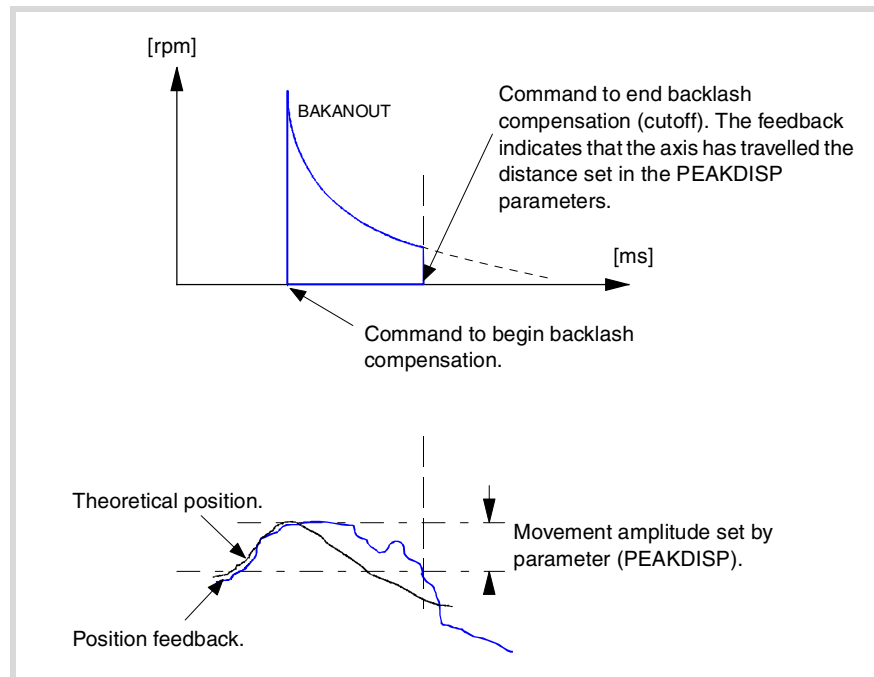 [rpm]
BAKANOUT
Command to end backlash
compensation (cutoff). The feedback
indicates that the axis has travelled the
distance set in the PEAKDISP
parameters.
[ms]
Command to begin backlash
compensation.
Theoretical position.
Movement amplitude set by
parameter (PEAKDISP).
Position feedback.